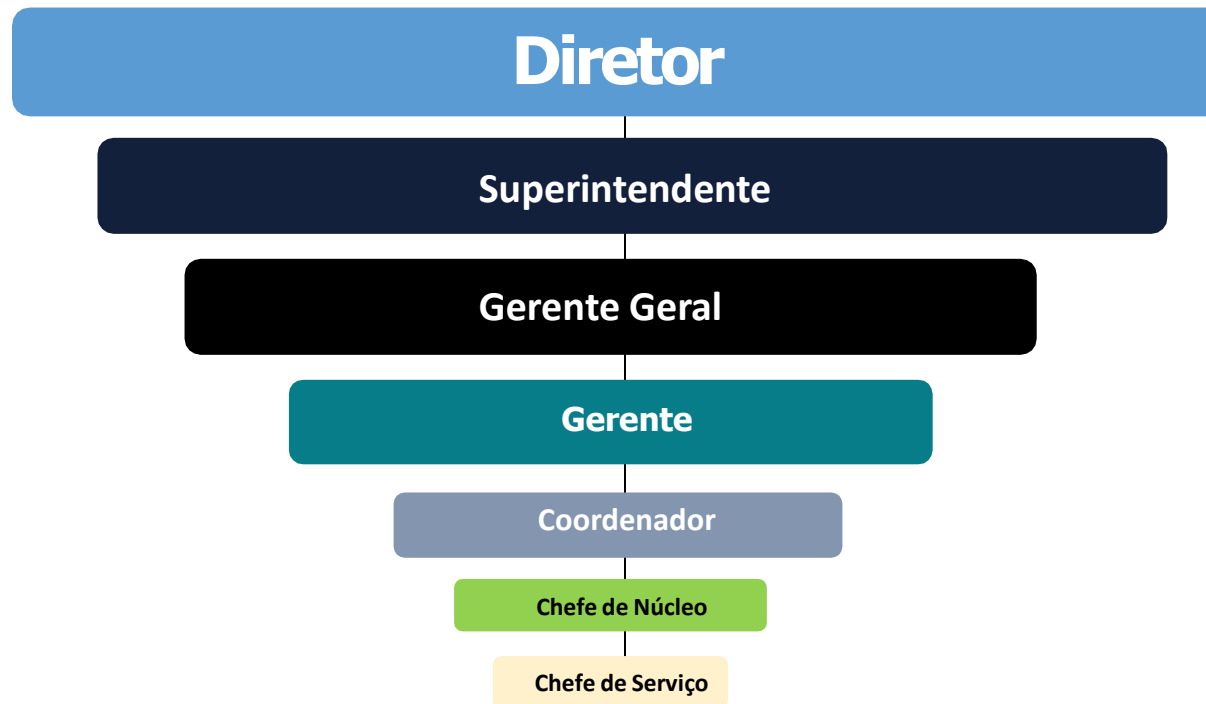 Diretor
Superintendente
Gerente Geral
Gerente
Coordenador
Chefe de Núcleo
Chefe de Serviço